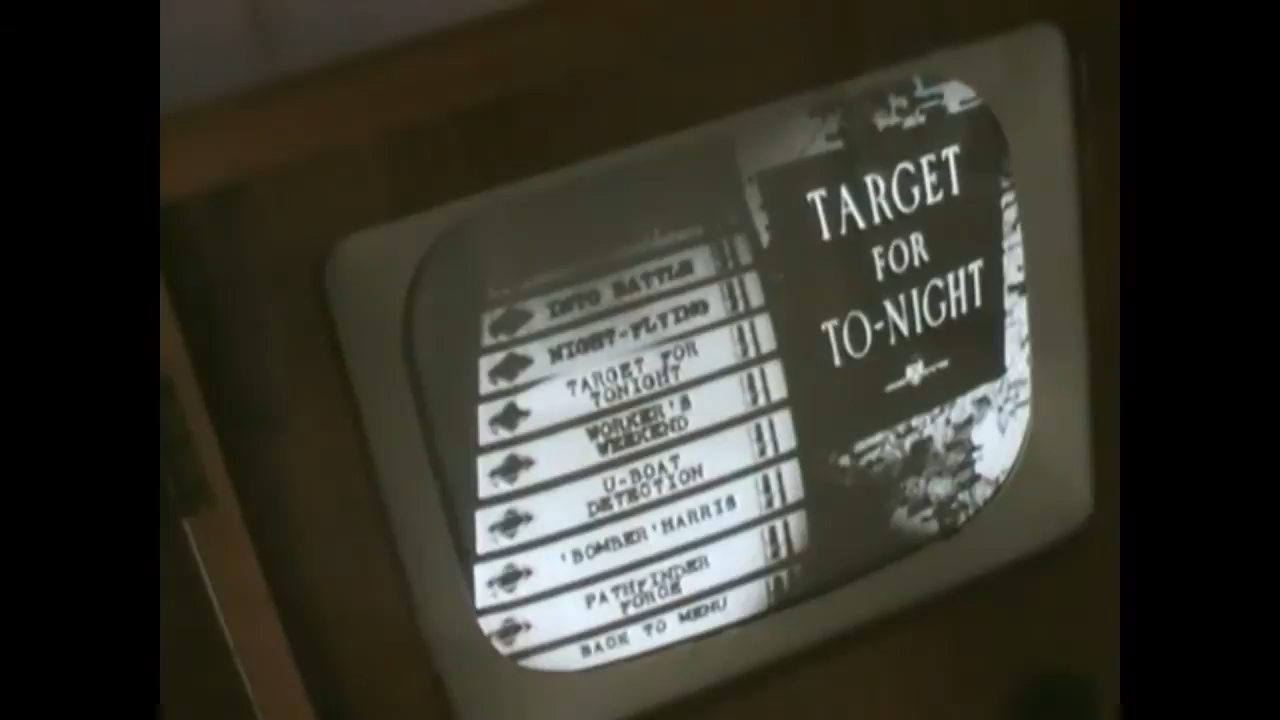 INTO BATTLE
NIGHT-FLYING
TARGET FOR
TONIGHT
WORKER'S
WEEKEND
U-BOAT
DETECTION
'BOMBER' HARRIS
PATHFINDER
FORCE
BACK TO MENU
TARGET
FOR
TO-NIGHT